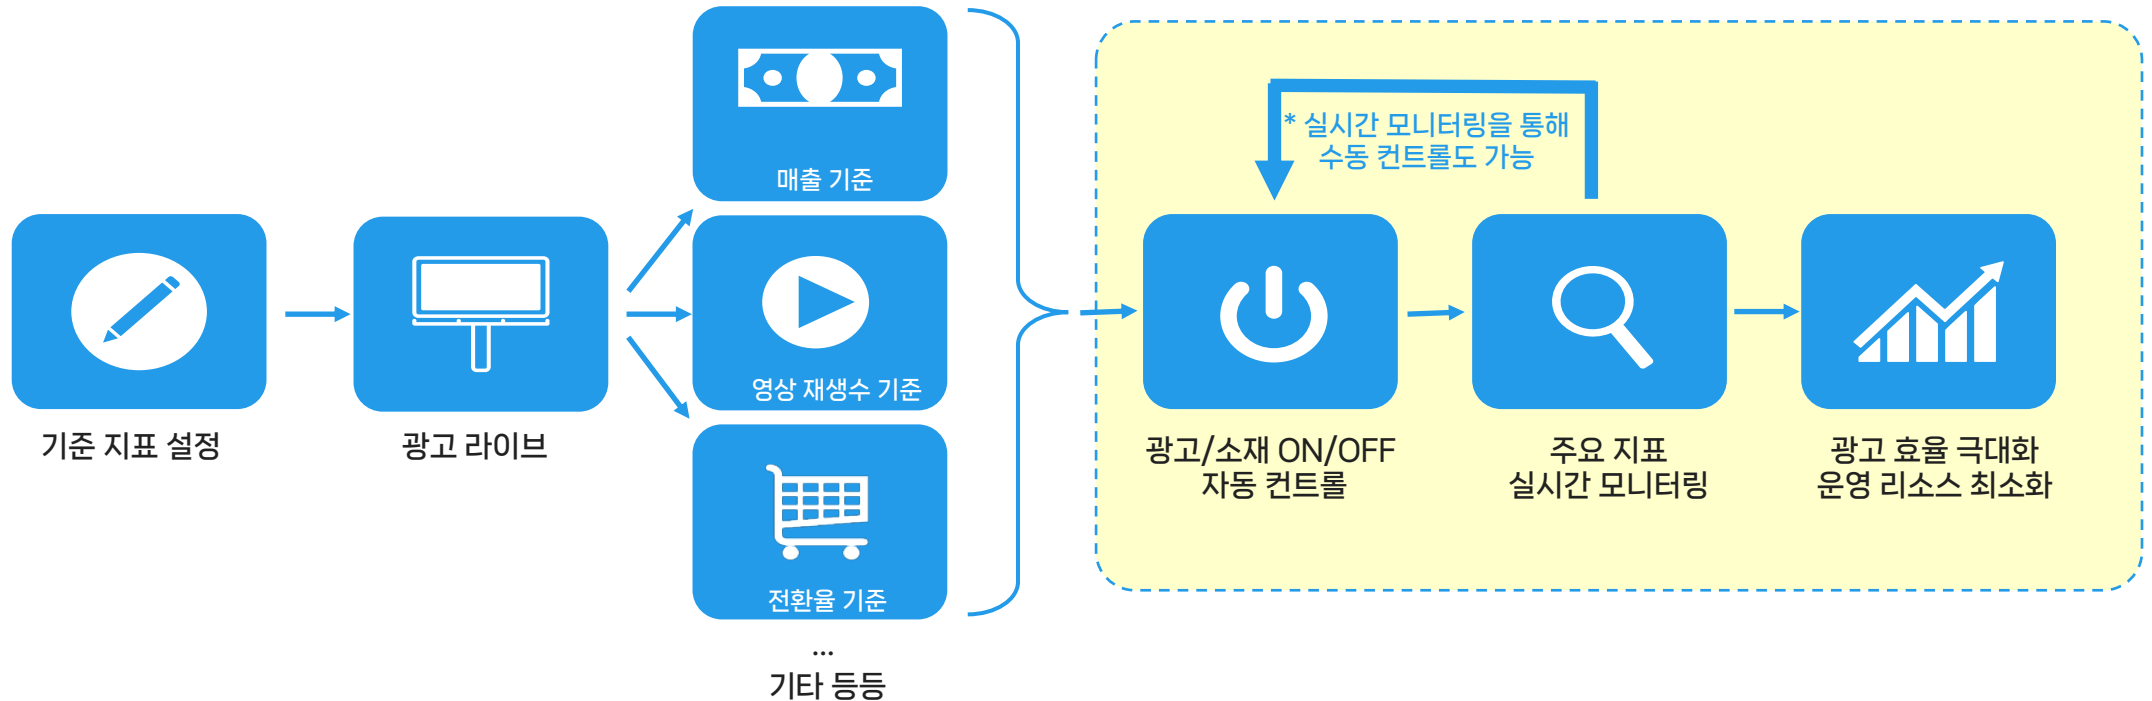 기준 지표 설정
광고 라이브
매출 기준
영상 재생수 기준
전환율 기준
...
기타 등등
* 실시간 모니터링을 통해
수동 컨트롤도 가능
광고/소재 ON/OFF
자동 컨트롤
주요 지표
실시간 모니터링
광고 효율 극대화
운영 리소스 최소화